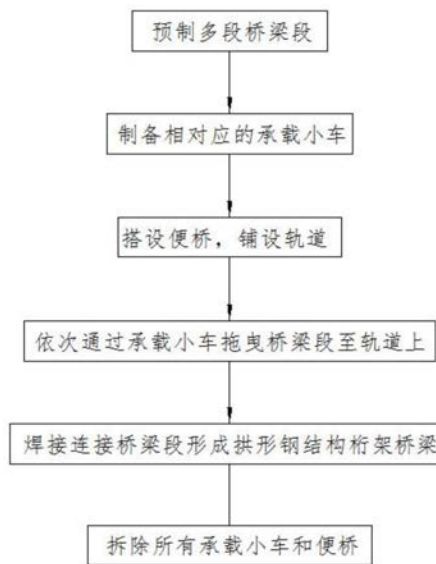 预制多段桥梁段
制备相对应的承载小车
搭设便桥，铺设轨道
依次通过承载小车拖曳桥梁段至轨道上
焊接连接桥梁段形成拱形钢结构桁架桥梁
拆除所有承载小车和便桥